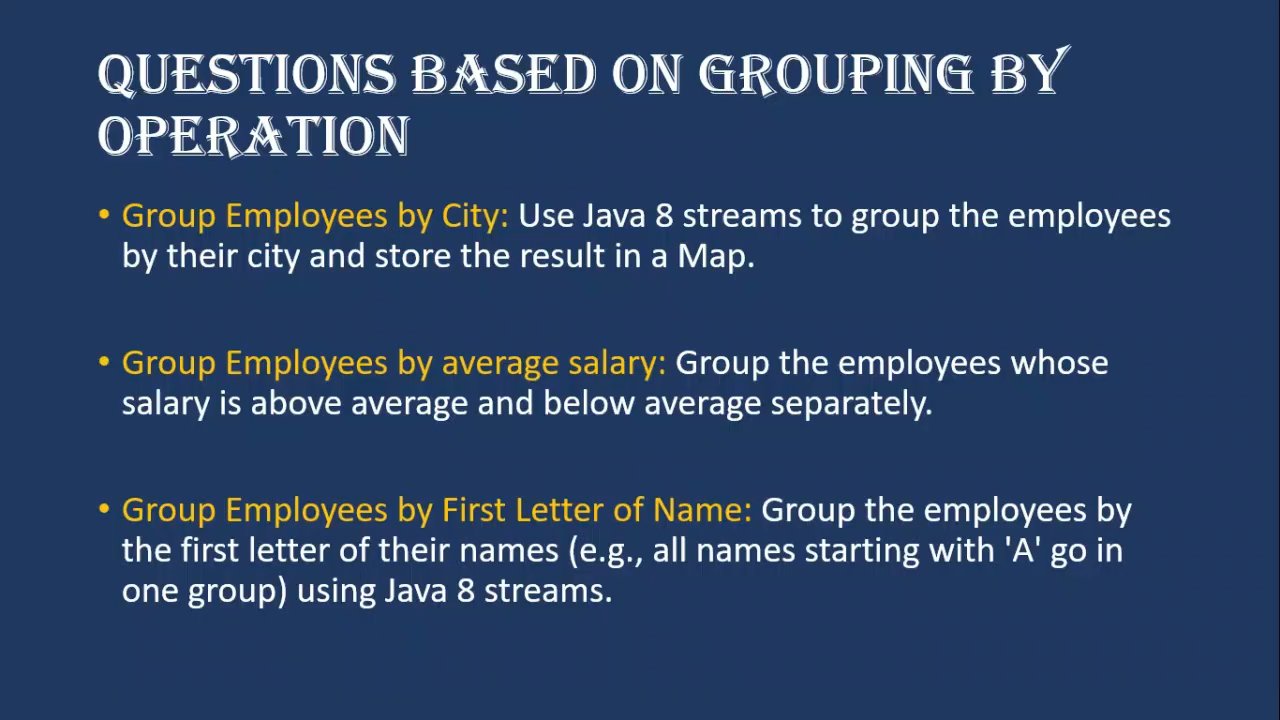 QUESTIONS BASED ON GROUPING BY
OPERATION
• Group Employees by City: Use Java 8 streams to group the employees
by their city and store the result in a Map.
• Group Employees by average salary: Group the employees whose
salary is above average and below average separately.
• Group Employees by First Letter of Name: Group the employees by
the first letter of their names (e.g., all names starting with 'A' go in
one group) using Java 8 streams.